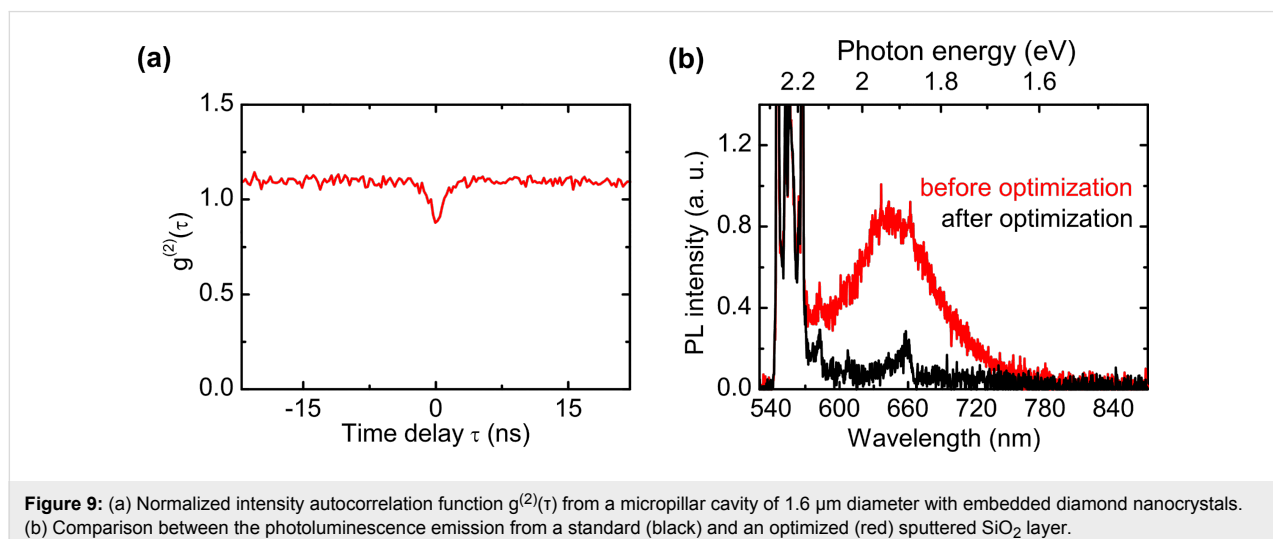 (a)
1.5
1.0
0.5
0.0
g(2)(τ)
-15 0 15
Time delay τ (ns)
(b)
Photon energy (eV)
2.2 2 1.8 1.6
1.2
0.8
0.4
0.0
PL intensity (a. u.)
before optimization
after optimization
540 600 660 720 780 840
Wavelength (nm)
Figure 9: (a) Normalized intensity autocorrelation function g(2)(τ) from a micropillar cavity of 1.6 µm diameter with embedded diamond nanocrystals.
(b) Comparison between the photoluminescence emission from a standard (black) and an optimized (red) sputtered SiO2 layer.